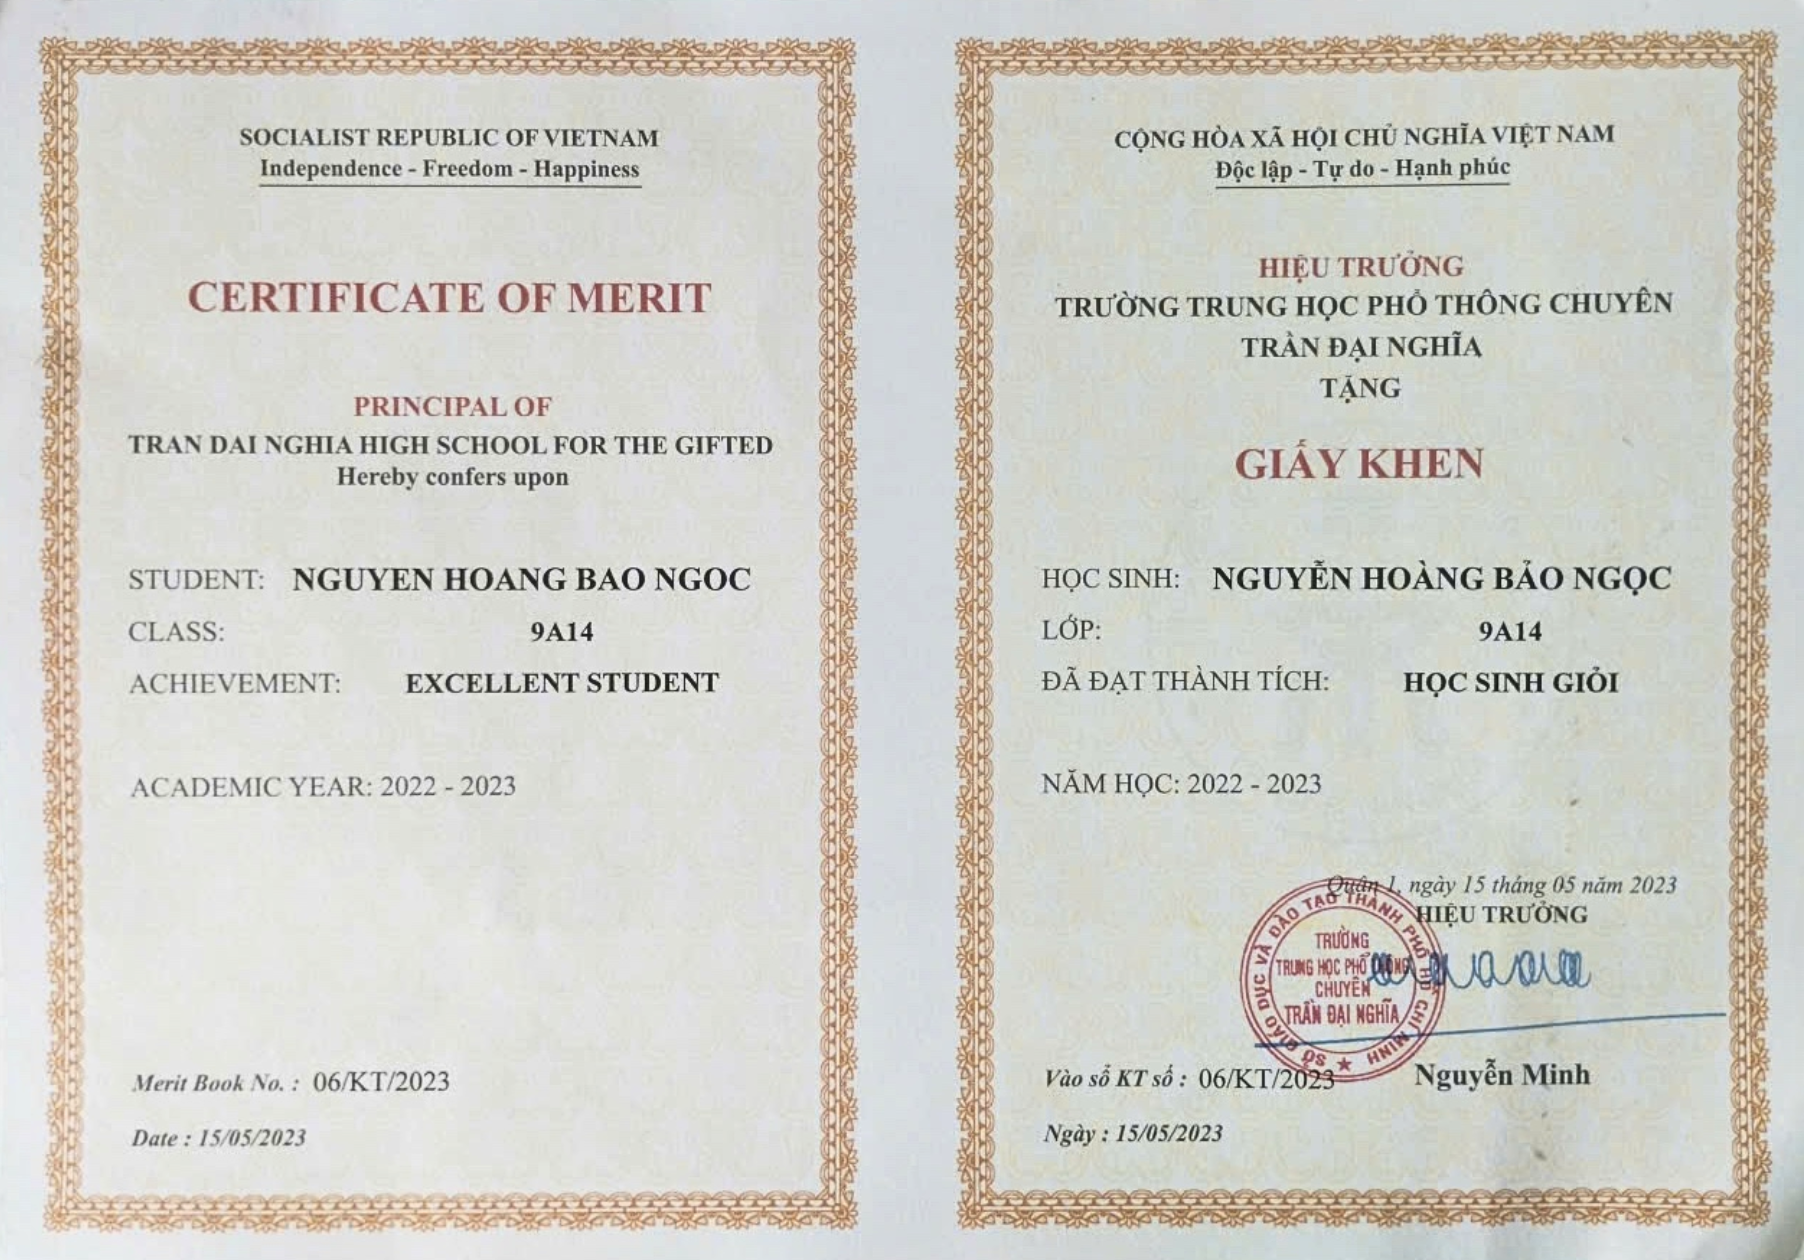 SOCIALIST REPUBLIC OF VIETNAM
Independence - Freedom - Happiness
CERTIFICATE OF MERIT
PRINCIPAL OF
TRAN DAI NGHIA HIGH SCHOOL FOR THE GIFTED
Hereby confers upon
STUDENT: NGUYEN HOANG BAO NGOC
CLASS: 9A14
ACHIEVEMENT: EXCELLENT STUDENT
ACADEMIC YEAR: 2022 - 2023
Merit Book No. : 06/KT/2023
Date : 15/05/2023
CỘNG HÒA XÃ HỘI CHỦ NGHĨA VIỆT NAM
Độc lập - Tự do - Hạnh phúc
HIỆU TRƯỞNG
TRƯỜNG TRUNG HỌC PHỔ THÔNG CHUYÊN
TRẦN ĐẠI NGHĨA
TẶNG
GIẤY KHEN
HỌC SINH: NGUYỄN HOÀNG BẢO NGỌC
LỚP: 9A14
ĐÃ ĐẠT THÀNH TÍCH: HỌC SINH GIỎI
NĂM HỌC: 2022 - 2023
Quận 1, ngày 15 tháng 05 năm 2023
HIỆU TRƯỞNG
SỞ GIÁO DỤC VÀ ĐÀO TẠO THÀNH PHỐ HỒ CHÍ MINH
TRƯỜNG
TRUNG HỌC PHỔ THÔNG
CHUYÊN
TRẦN ĐẠI NGHĨA
Nguyễn Minh
Vào sổ KT số : 06/KT/2023
Ngày : 15/05/2023